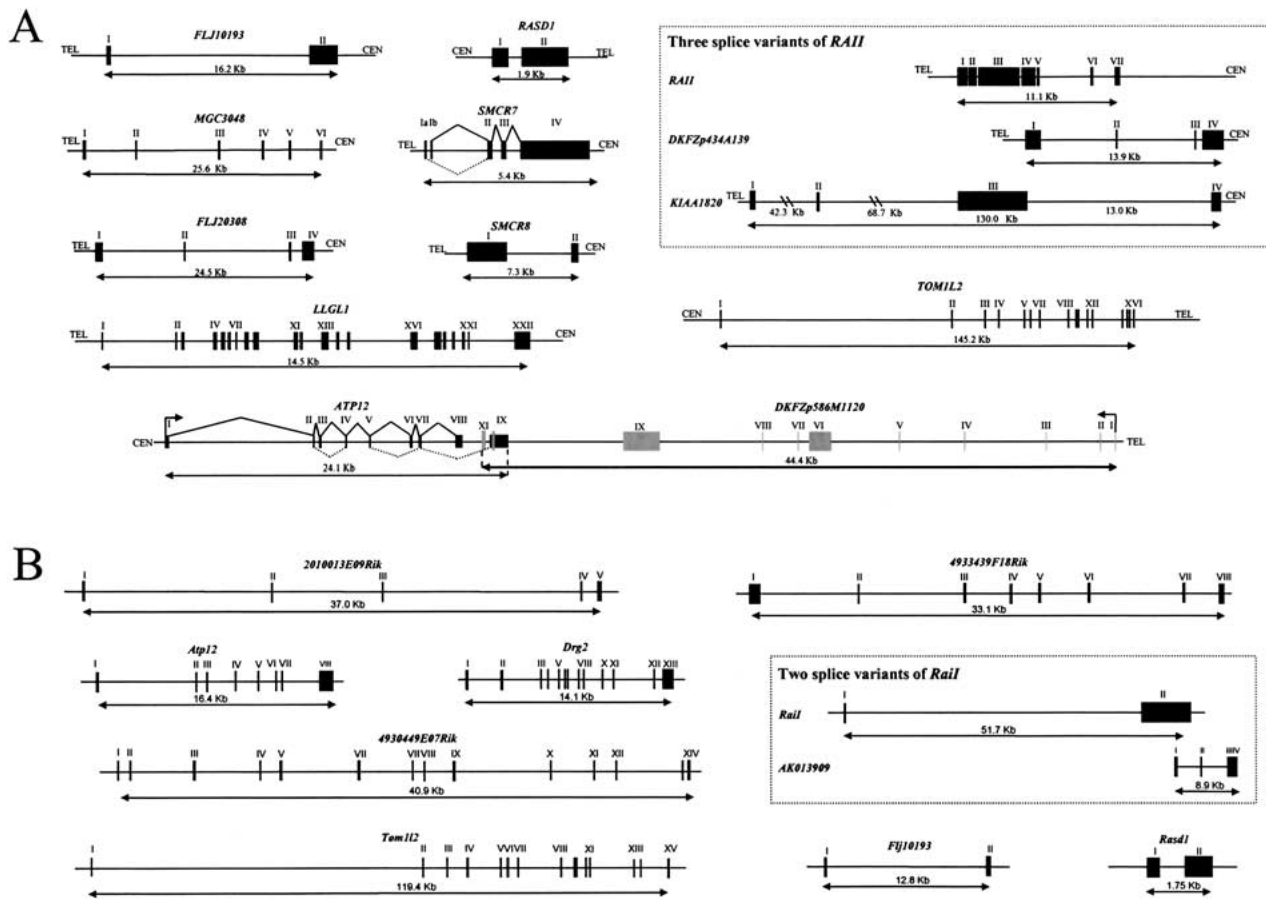 A
FLJ10193
TEL I II CEN
16.2 Kb
RASD1
CEN I II TEL
1.9 Kb
MGC3048
TEL I II III IV V VI CEN
25.6 Kb
SMCR7
TEL Ia Ib II III IV CEN
5.4 Kb
FLJ20308
TEL I II III IV CEN
24.5 Kb
SMCR8
TEL I II CEN
7.3 Kb
Three splice variants of RAII
RAII
TEL I II III IV V VI VII CEN
11.1 Kb
DKFZp434A139
TEL I II III IV CEN
13.9 Kb
KIAA1820
TEL I II III IV CEN
42.3 Kb 68.7 Kb 13.0 Kb
130.0 Kb
LLGL1
TEL I II IV VII XI XIII XVI XXI XXII CEN
14.5 Kb
TOM1L2
CEN I II III IV V VII VIII XII XVI TEL
145.2 Kb
ATP12 DKFZp586M1120
CEN I II III IV V VI VII VIII XI IX IX VIII VII VI V IV III II I TEL
24.1 Kb 44.4 Kb
B
2010013E09Rik
I II III IV V
37.0 Kb
4933439F18Rik
I II III IV V VI VII VIII
33.1 Kb
Atp12
I II III IV V VI VII VIII
16.4 Kb
Drg2
I II III V VIII X XI XII XIII
14.1 Kb
Two splice variants of RaiI
RaiI
I II
51.7 Kb
AK013909
I II IIIIV
8.9 Kb
4930449E07Rik
I II III IV V VII VII VIII IX X XI XII XIV
40.9 Kb
Tom1l2
I II III IV VVIVII VIII XI XIII XV
119.4 Kb
Flj10193
I II
12.8 Kb
Rasd1
I II
1.75 Kb